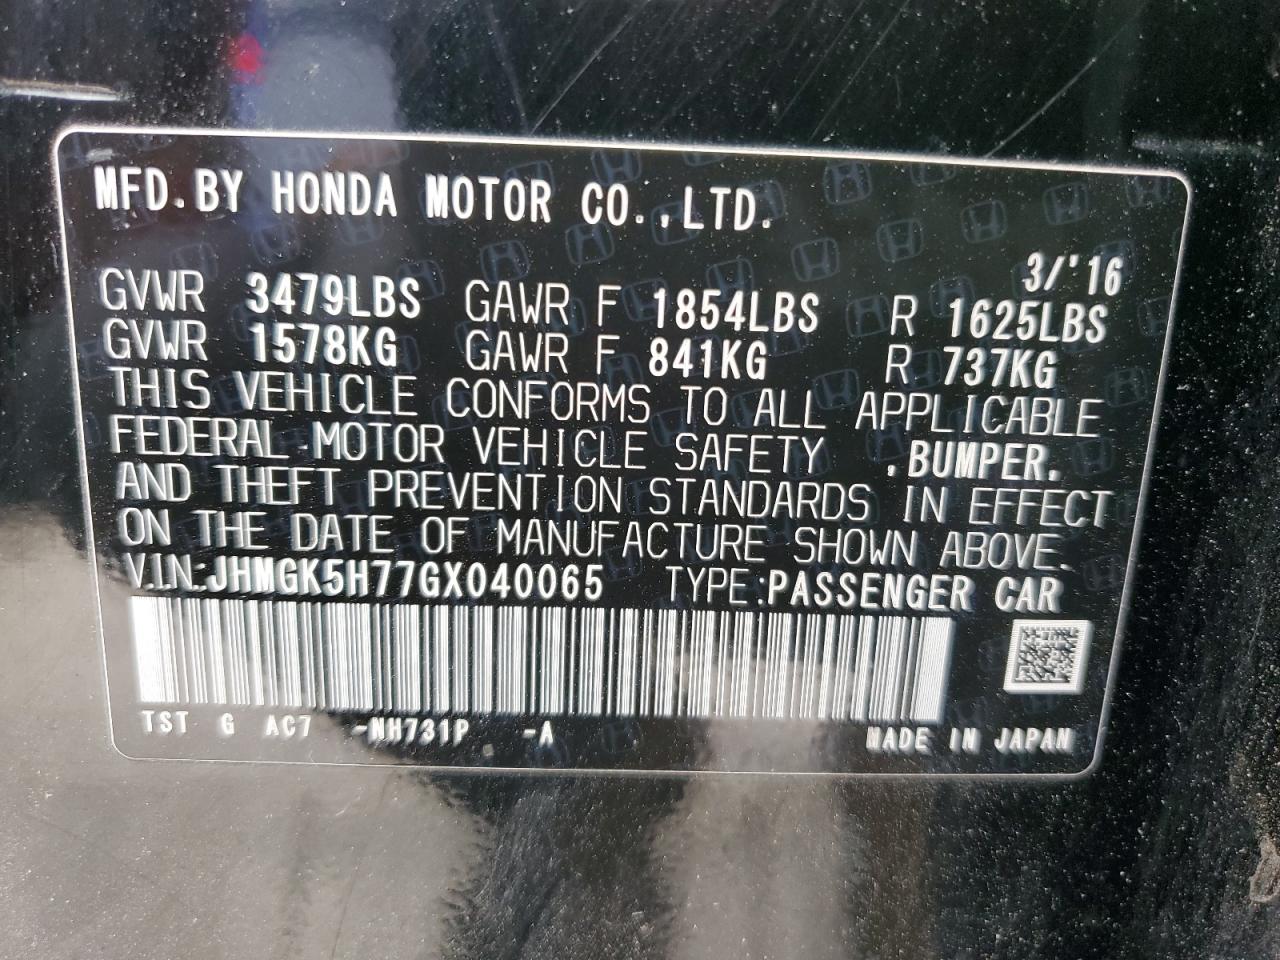 MFD.BY HONDA MOTOR CO.,LTD.
3/'16
GVWR 3479LBS GAWR F 1854LBS R 1625LBS
GVWR 1578KG GAWR F 841KG R 737KG
THIS VEHICLE CONFORMS TO ALL APPLICABLE
FEDERAL MOTOR VEHICLE SAFETY ,BUMPER,
AND THEFT PREVENTION STANDARDS IN EFFECT
ON THE DATE OF MANUFACTURE SHOWN ABOVE.
V.I.N.:JHMGK5H77GX040065 TYPE:PASSENGER CAR
TST G AC7 -NH731P -A MADE IN JAPAN